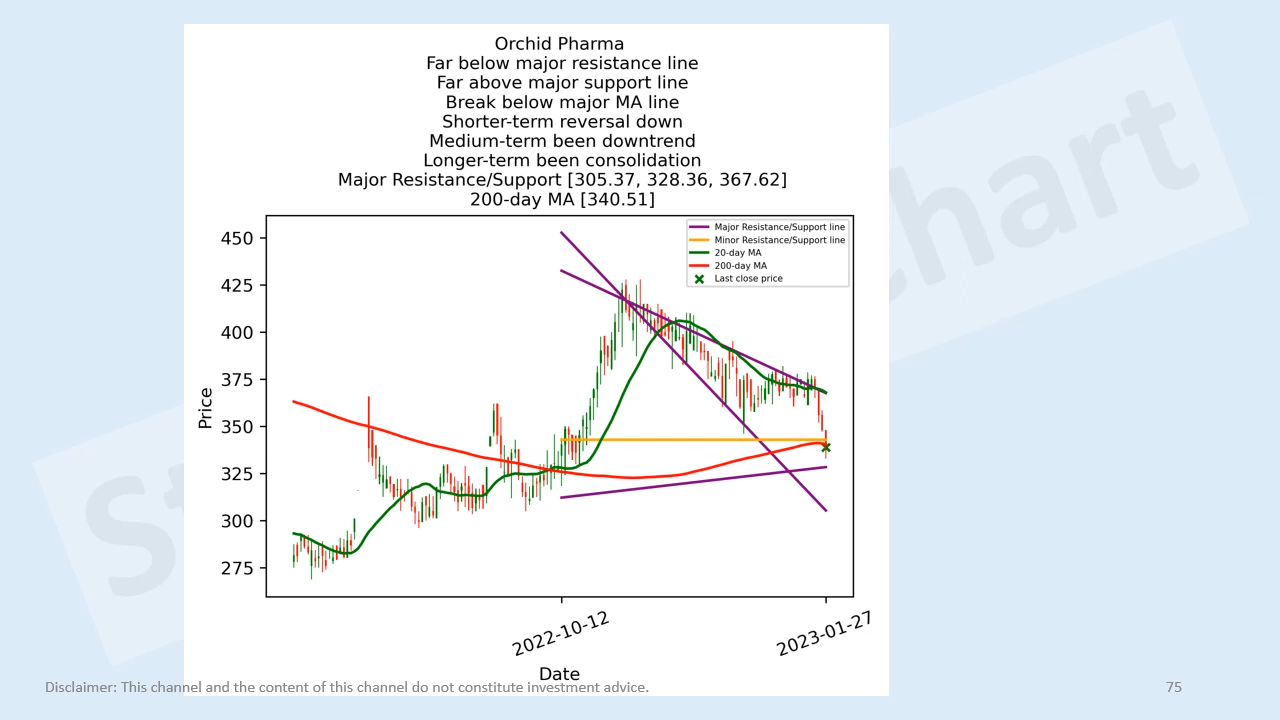 Orchid Pharma
Far below major resistance line
Far above major support line
Break below major MA line
Shorter-term reversal down
Medium-term been downtrend
Longer-term been consolidation
Major Resistance/Support [305.37, 328.36, 367.62]
200-day MA [340.51]
Major Resistance/Support line
Minor Resistance/Support line
20-day MA
200-day MA
Last close price
450
425
400
375
350
325
300
275
Price
2022-10-12
2023-01-27
Date
Disclaimer: This channel and the content of this channel do not constitute investment advice.
75